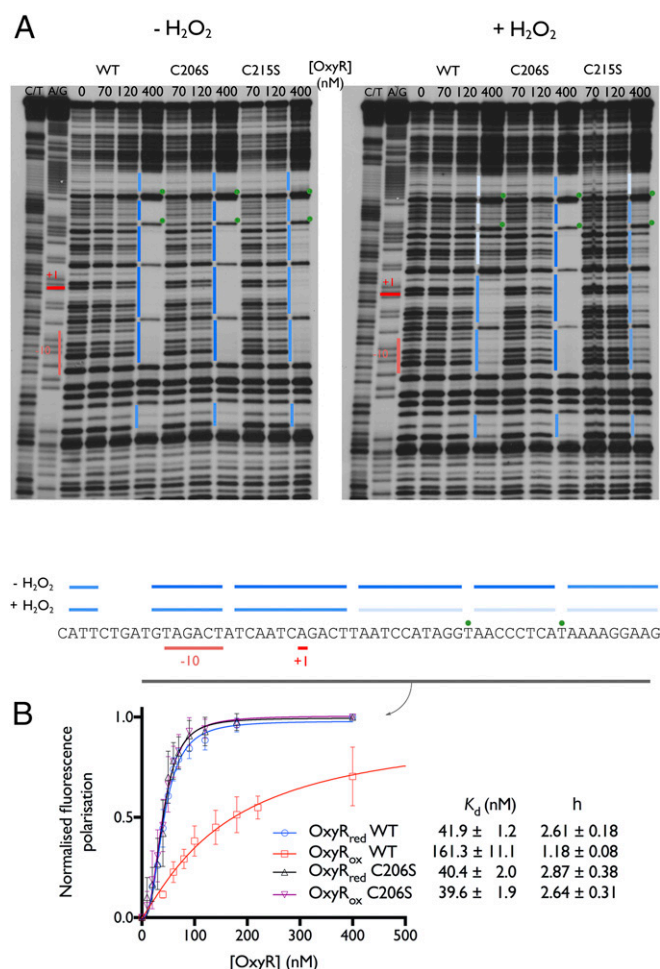 A
- H2O2
+ H2O2
WT C206S C215S [OxyR] (nM) WT C206S C215S
C/T A/G 0 70 120 400 70 120 400 70 120 400
C/T A/G 0 70 120 400 70 120 400 70 120 400
+1
+1
-10
- H2O2
+ H2O2
CATTCTGATGTAGACTATCAATCAGACTTAATCCATAGGTAACCCTCATAAAAGGAAG
-10
+1
B
Normalised fluorescence polarisation
1.0
0.5
0.0
0 100 200 300 400 500
[OxyR] (nM)
Kd (nM) h
OxyRred WT 41.9 ± 1.2 2.61 ± 0.18
OxyRox WT 161.3 ± 11.1 1.18 ± 0.08
OxyRred C206S 40.4 ± 2.0 2.87 ± 0.38
OxyRox C206S 39.6 ± 1.9 2.64 ± 0.31